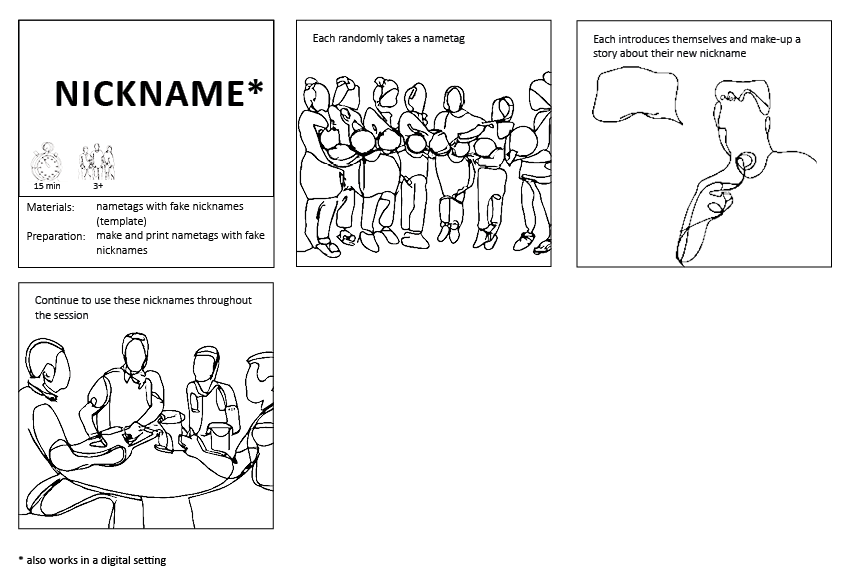 NICKNAME*
15 min
3+
Materials: nametags with fake nicknames
(template)
Preparation: make and print nametags with fake
nicknames
Each randomly takes a nametag
Each introduces themselves and make-up a
story about their new nickname
Continue to use these nicknames throughout
the session
* also works in a digital setting